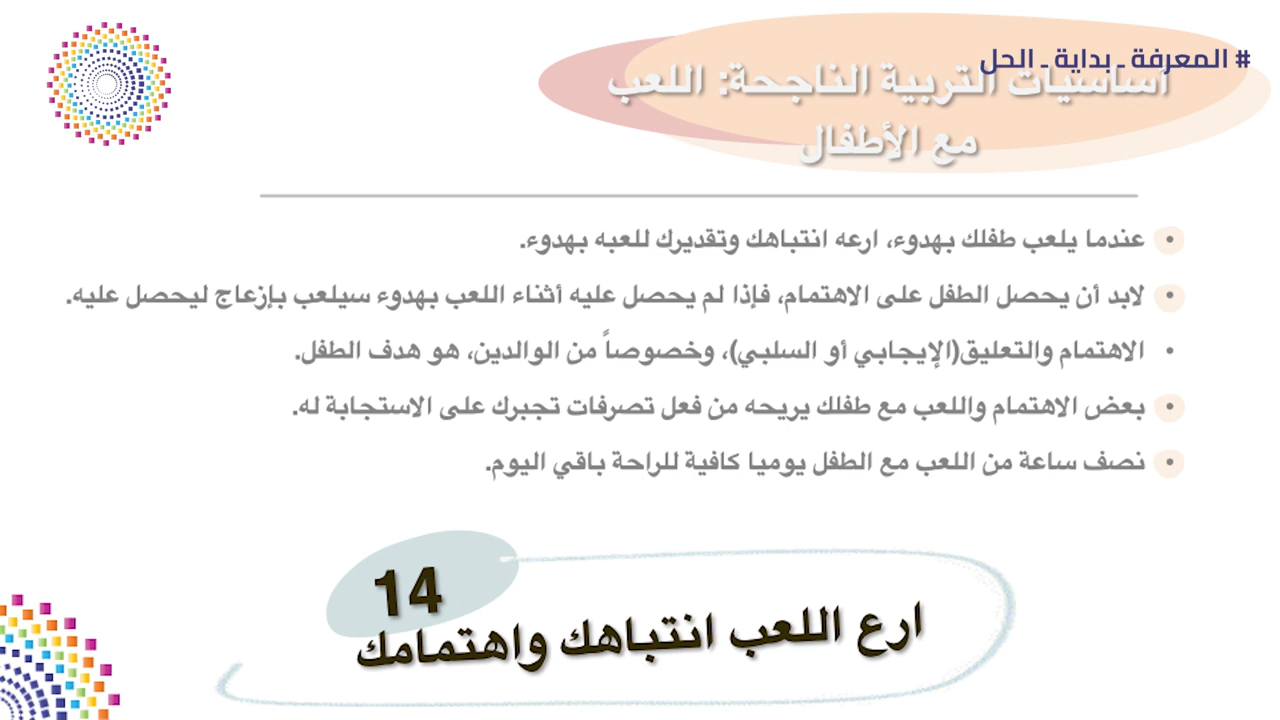 # المعرفة ـ بداية ـ الحل
أساسيات التربية الناجحة: اللعب
مع الأطفال
• عندما يلعب طفلك بهدوء، ارعه انتباهك وتقديرك للعبه بهدوء.
• لابد أن يحصل الطفل على الاهتمام، فإذا لم يحصل عليه أثناء اللعب بهدوء سيلعب بإزعاج ليحصل عليه.
• الاهتمام والتعليق(الإيجابي أو السلبي)، وخصوصاً من الوالدين، هو هدف الطفل.
• بعض الاهتمام واللعب مع طفلك يريحه من فعل تصرفات تجبرك على الاستجابة له.
• نصف ساعة من اللعب مع الطفل يوميا كافية للراحة باقي اليوم.
14
ارع اللعب انتباهك واهتمامك